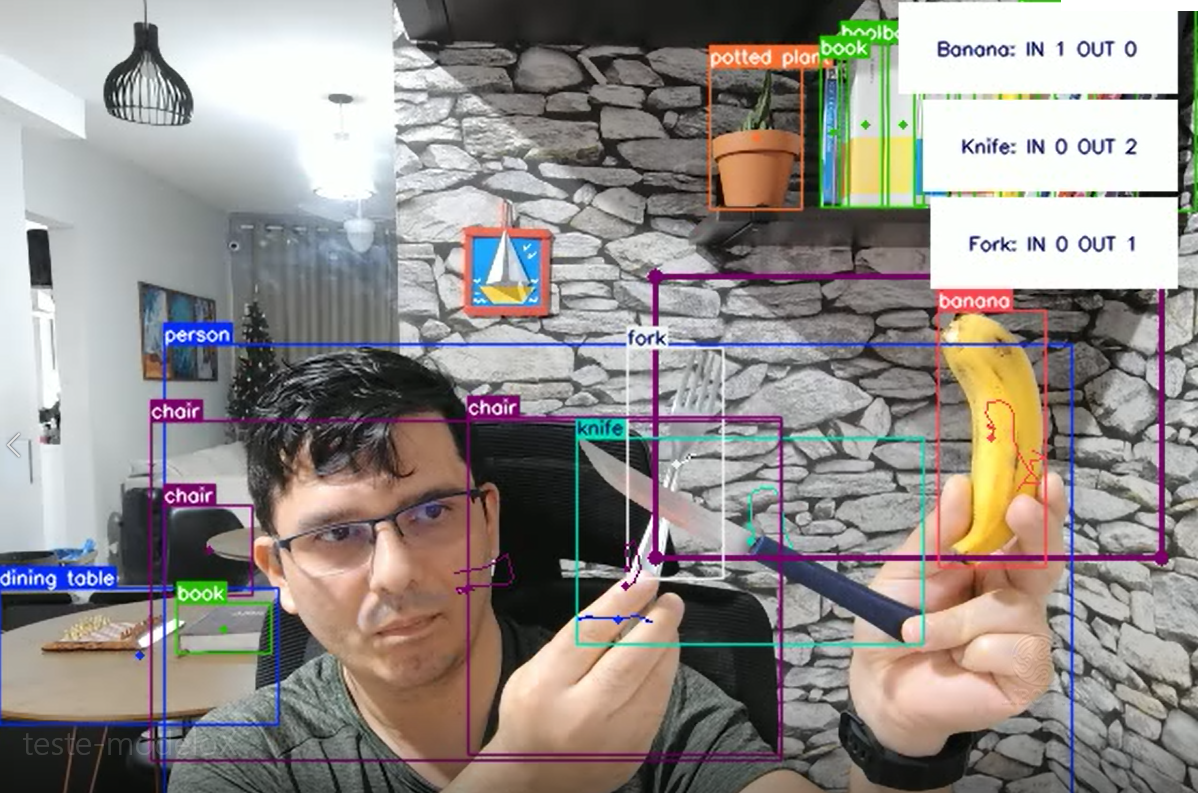 Banana: IN 1 OUT 0
Knife: IN 0 OUT 2
Fork: IN 0 OUT 1
potted plan
book
banana
person
fork
chair
chair
knife
chair
dining table
book